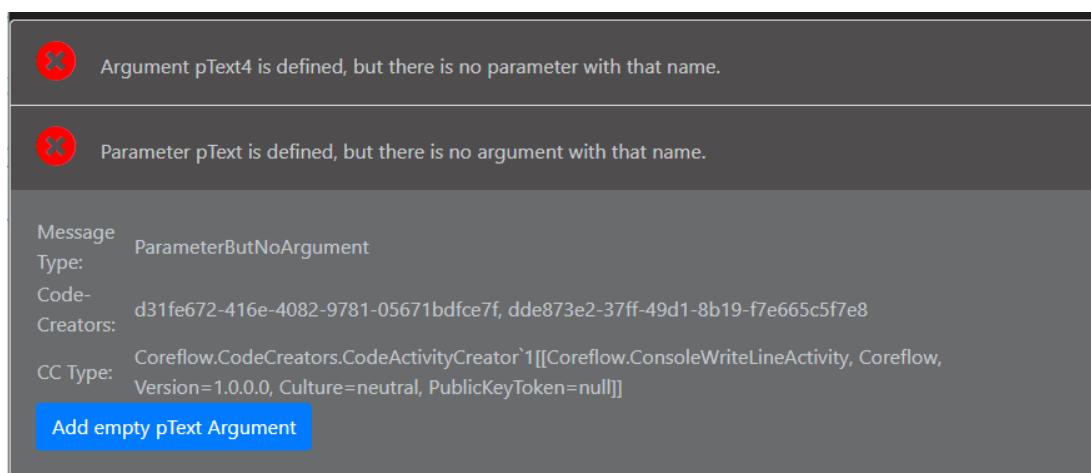 Argument pText4 is defined, but there is no parameter with that name.
Parameter pText is defined, but there is no argument with that name.
Message
Type:
ParameterButNoArgument
Code-
Creators:
d31fe672-416e-4082-9781-05671bdfce7f, dde873e2-37ff-49d1-8b19-f7e665c5f7e8
CC Type:
Coreflow.CodeCreators.CodeActivityCreator`1[[Coreflow.ConsoleWriteLineActivity, Coreflow,
Version=1.0.0.0, Culture=neutral, PublicKeyToken=null]]
Add empty pText Argument